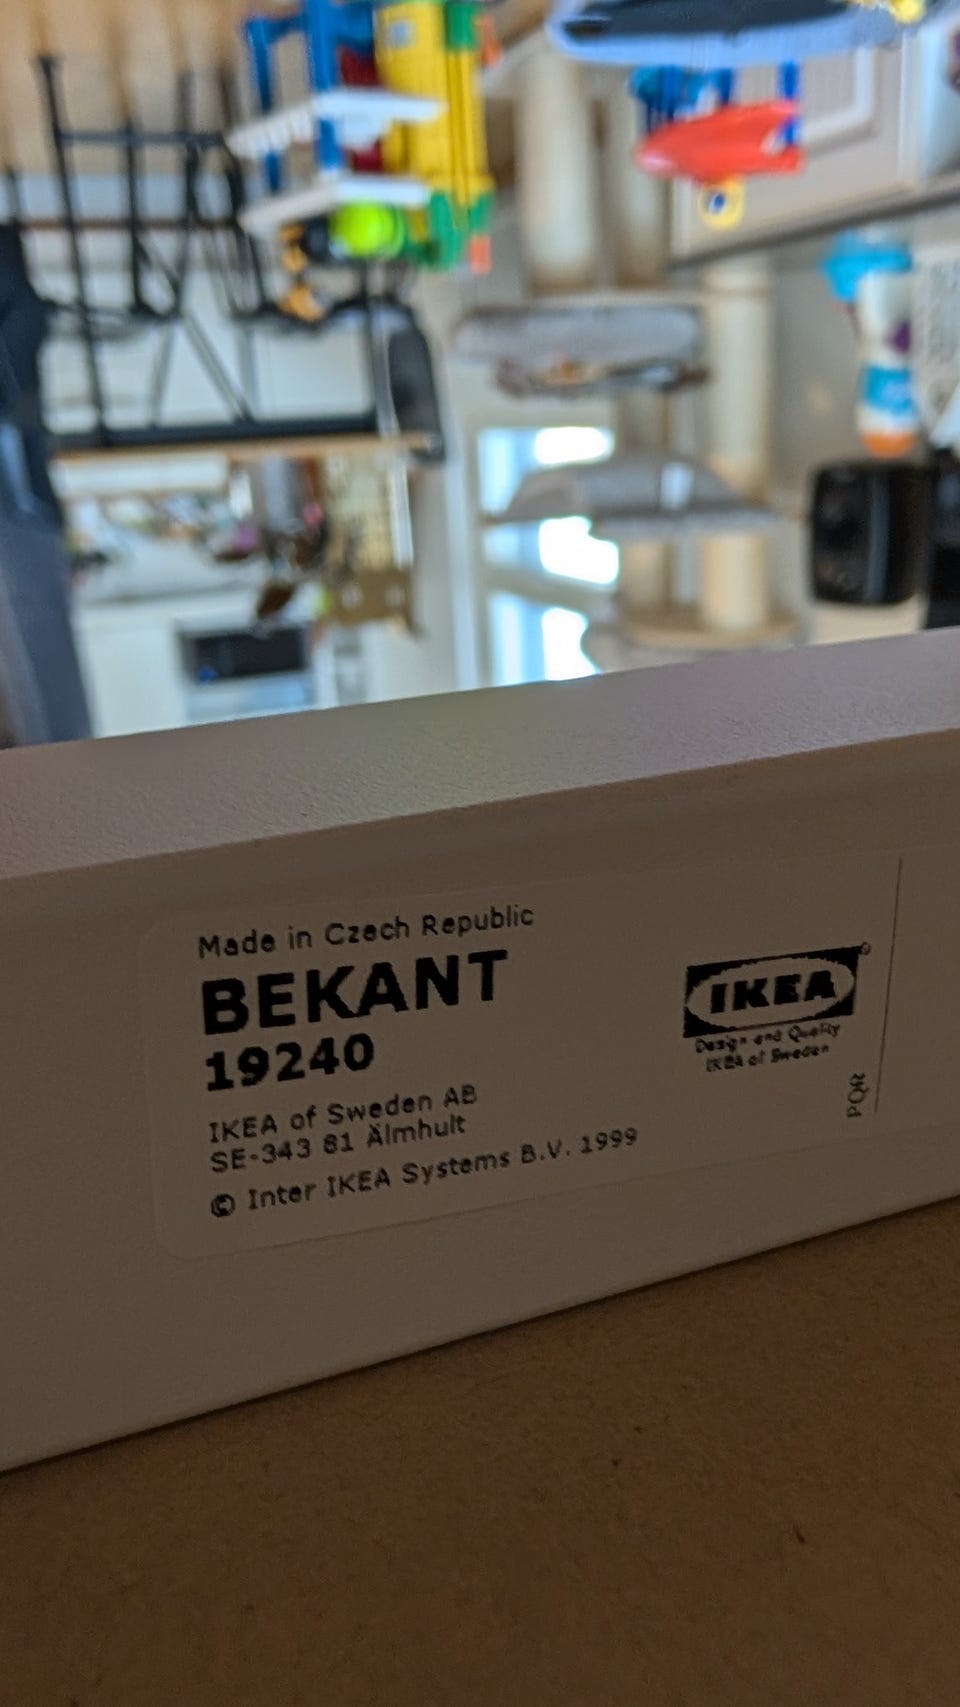 Made in Czech Republic
BEKANT
19240
IKEA of Sweden AB
SE-343 81 Älmhult
© Inter IKEA Systems B.V. 1999
IKEA®
Design and Quality
IKEA of Sweden
PQR